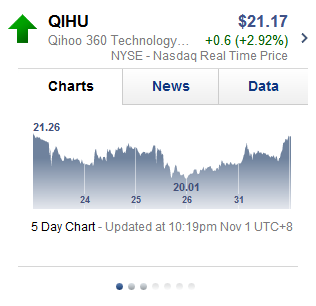 QIHU $21.17
Qihoo 360 Technology… +0.6 (+2.92%)
NYSE - Nasdaq Real Time Price
Charts News Data
21.26
20.01
24 25 26 30 31
5 Day Chart - Updated at 10:19pm Nov 1 UTC+8